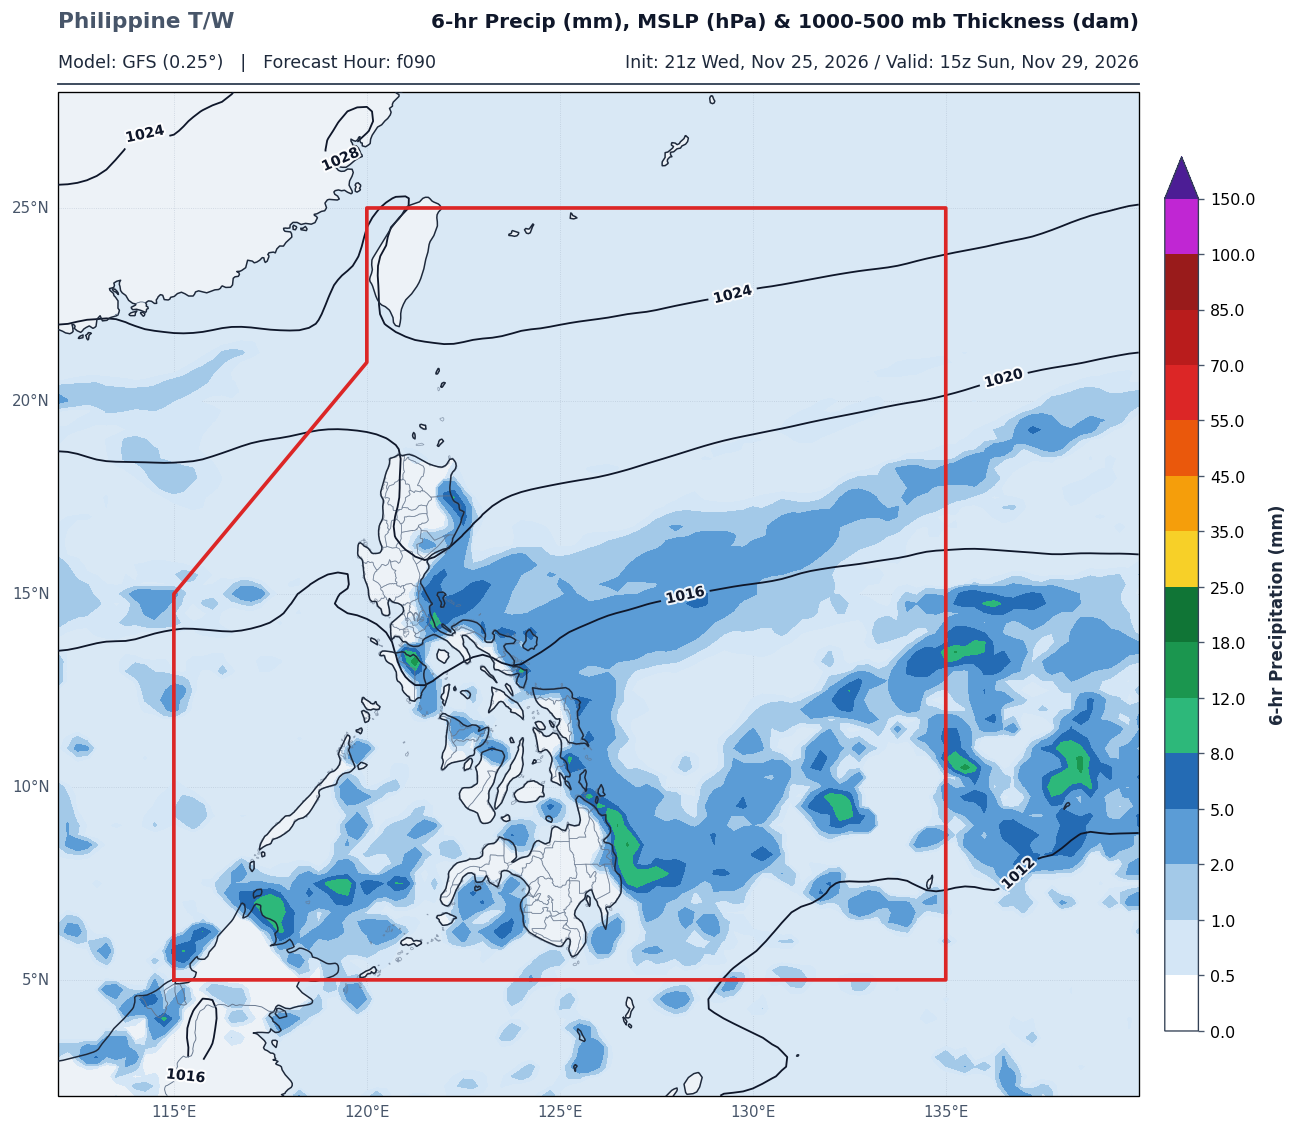 Philippine T/W
6-hr Precip (mm), MSLP (hPa) & 1000-500 mb Thickness (dam)
Model: GFS (0.25°) | Forecast Hour: f090
Init: 21z Wed, Nov 25, 2026 / Valid: 15z Sun, Nov 29, 2026
1024
1028
25°N
1024
1020
20°N
1016
15°N
10°N
1012
5°N
1016
115°E
120°E
125°E
130°E
135°E
150.0
100.0
85.0
70.0
55.0
45.0
35.0
25.0
18.0
12.0
8.0
5.0
2.0
1.0
0.5
0.0
6-hr Precipitation (mm)